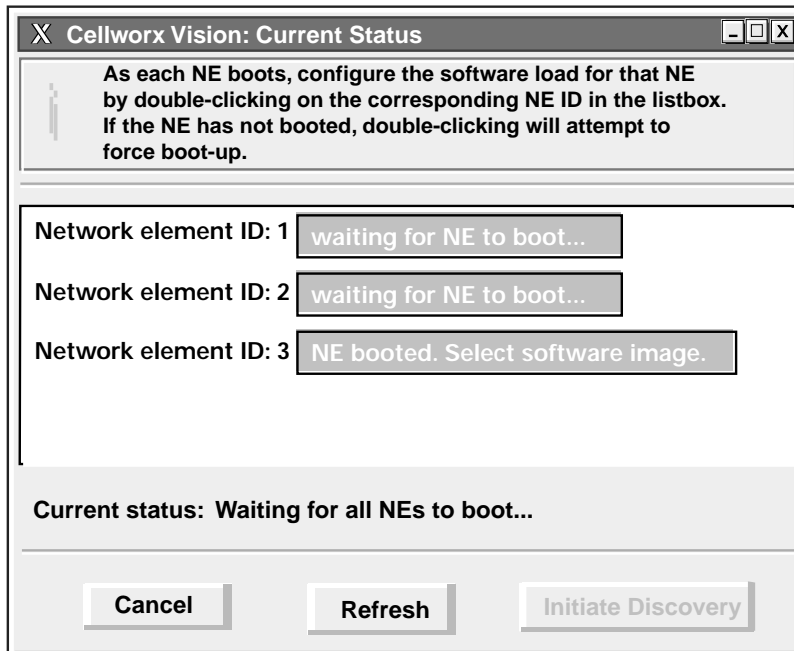 X Cellworx Vision: Current Status
As each NE boots, configure the software load for that NE
by double-clicking on the corresponding NE ID in the listbox.
If the NE has not booted, double-clicking will attempt to
force boot-up.
Network element ID: 1 waiting for NE to boot...
Network element ID: 2 waiting for NE to boot...
Network element ID: 3 NE booted. Select software image.
Current status: Waiting for all NEs to boot...
Cancel Refresh Initiate Discovery